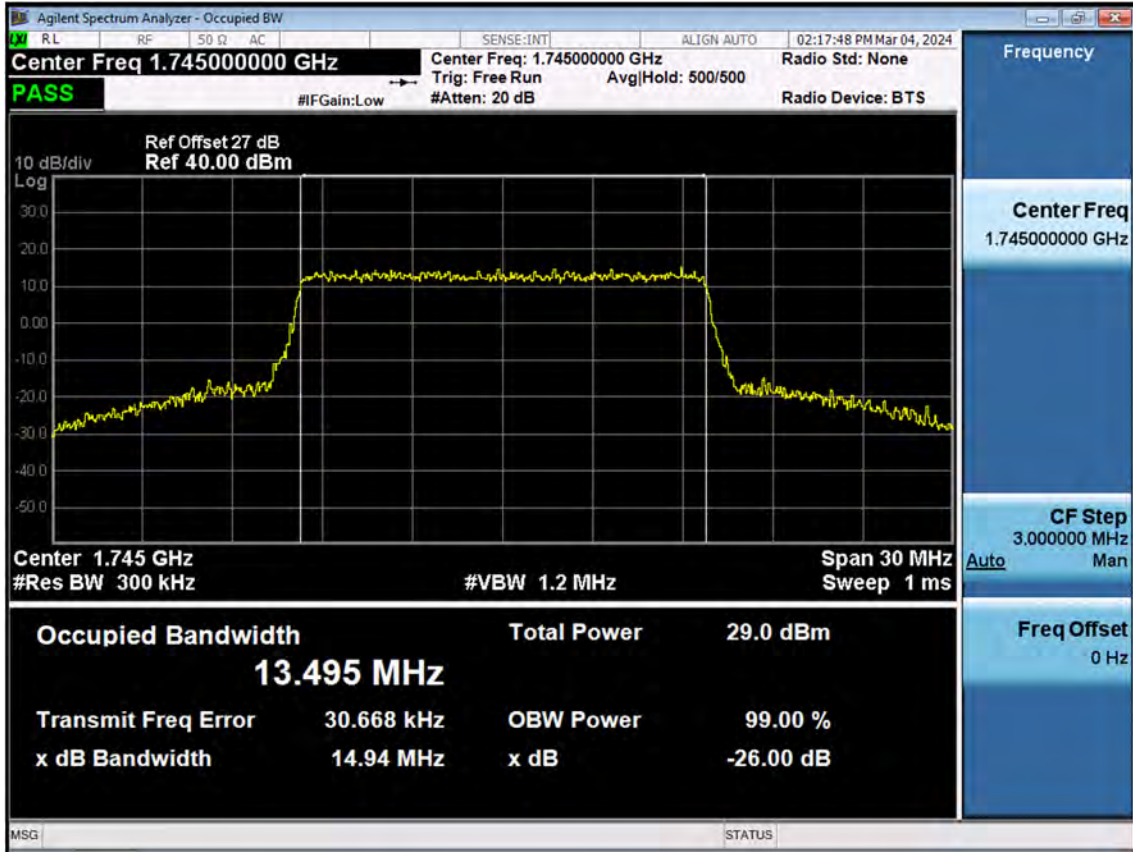 Agilent Spectrum Analyzer - Occupied BW
LXI RL RF 50 Ω AC SENSE:INT ALIGN AUTO 02:17:48 PM Mar 04, 2024
Center Freq 1.745000000 GHz
Center Freq: 1.745000000 GHz
Radio Std: None
Trig: Free Run
Avg|Hold: 500/500
PASS
#IFGain:Low
#Atten: 20 dB
Radio Device: BTS
Ref Offset 27 dB
10 dB/div Ref 40.00 dBm
Log
30.0
20.0
10.0
0.00
-10.0
-20.0
-30.0
-40.0
-50.0
Center 1.745 GHz
Span 30 MHz
#Res BW 300 kHz
#VBW 1.2 MHz
Sweep 1 ms
Occupied Bandwidth
Total Power 29.0 dBm
13.495 MHz
Transmit Freq Error 30.668 kHz
OBW Power 99.00 %
x dB Bandwidth 14.94 MHz
x dB -26.00 dB
MSG
STATUS
Frequency
Center Freq
1.745000000 GHz
CF Step
3.000000 MHz
Auto Man
Freq Offset
0 Hz